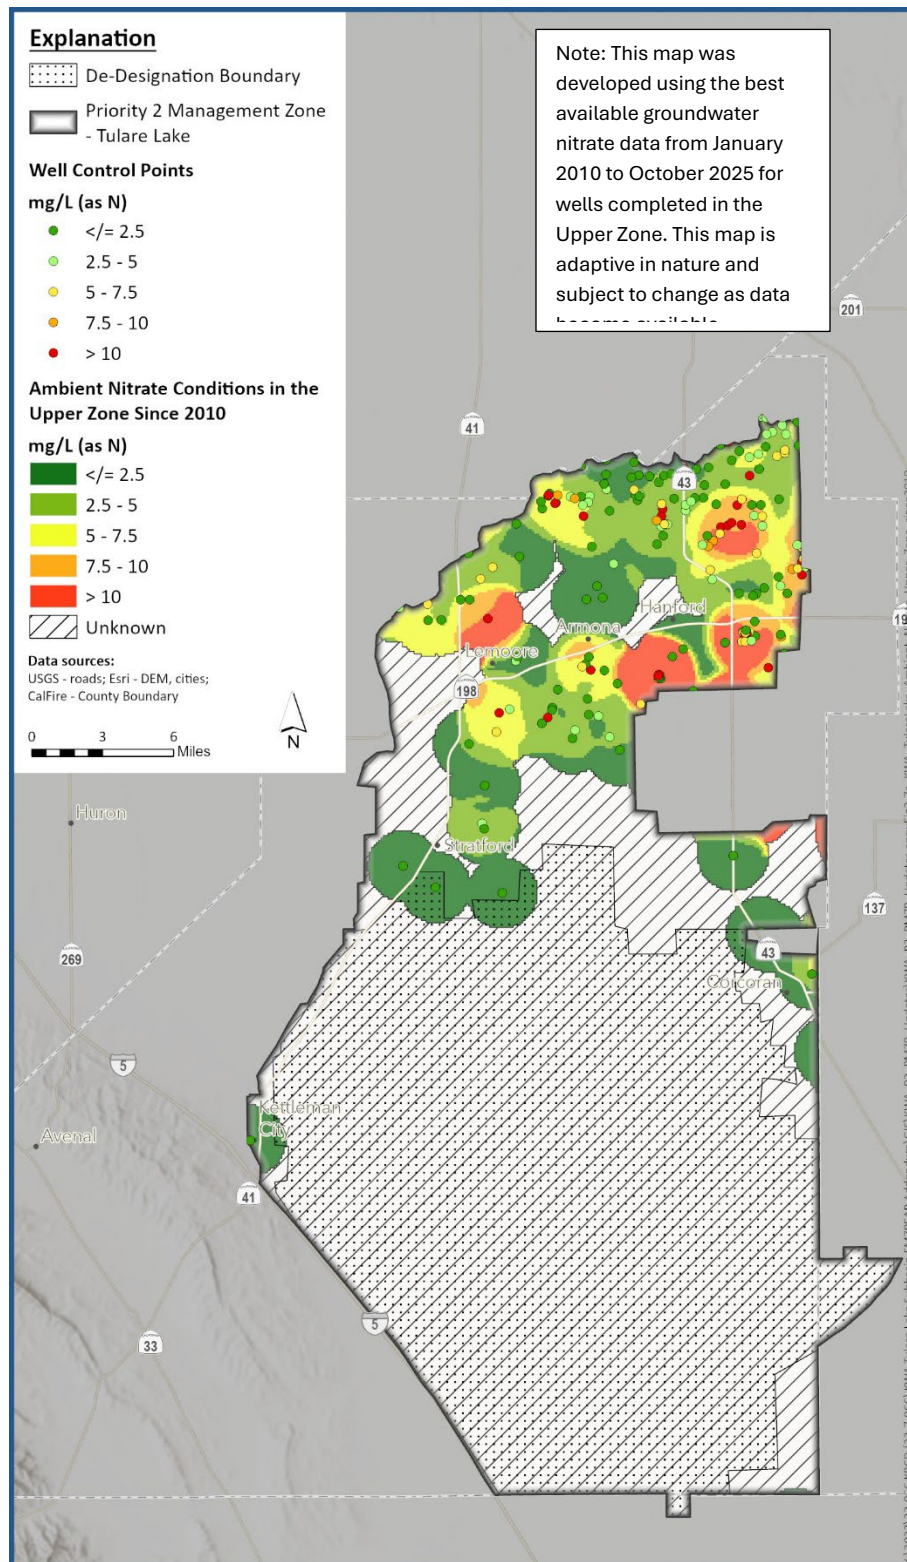 Explanation
De-Designation Boundary
Priority 2 Management Zone
- Tulare Lake
Well Control Points
mg/L (as N)
</= 2.5
2.5 - 5
5 - 7.5
7.5 - 10
> 10
Ambient Nitrate Conditions in the
Upper Zone Since 2010
mg/L (as N)
</= 2.5
2.5 - 5
5 - 7.5
7.5 - 10
> 10
Unknown
Data sources:
USGS - roads; Esri - DEM, cities;
CalFire - County Boundary
N
0 3 6
Miles
Note: This map was
developed using the best
available groundwater
nitrate data from January
2010 to October 2025 for
wells completed in the
Upper Zone. This map is
adaptive in nature and
subject to change as data
become available
201
41
43
Hanford
19
Armona
Lemoore
198
Huron
Stratford
137
269
43
Corcoran
5
Kettleman
City
Avenal
41
5
33